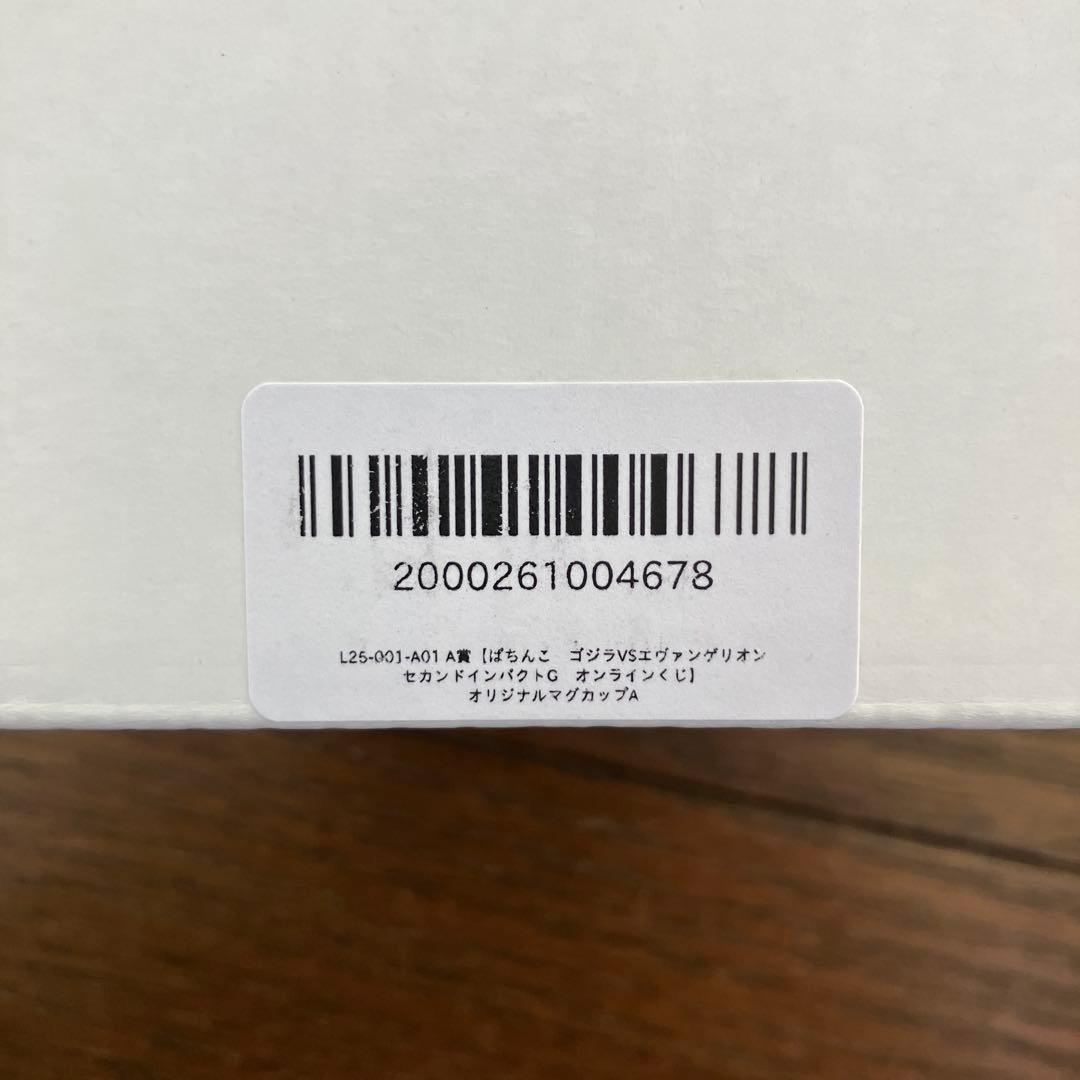 2000261004678
L25-001-A01 A賞【ぱちんこ　ゴジラVSエヴァンゲリオン
セカンドインパクトG　オンラインくじ】
オリジナルマグカップA